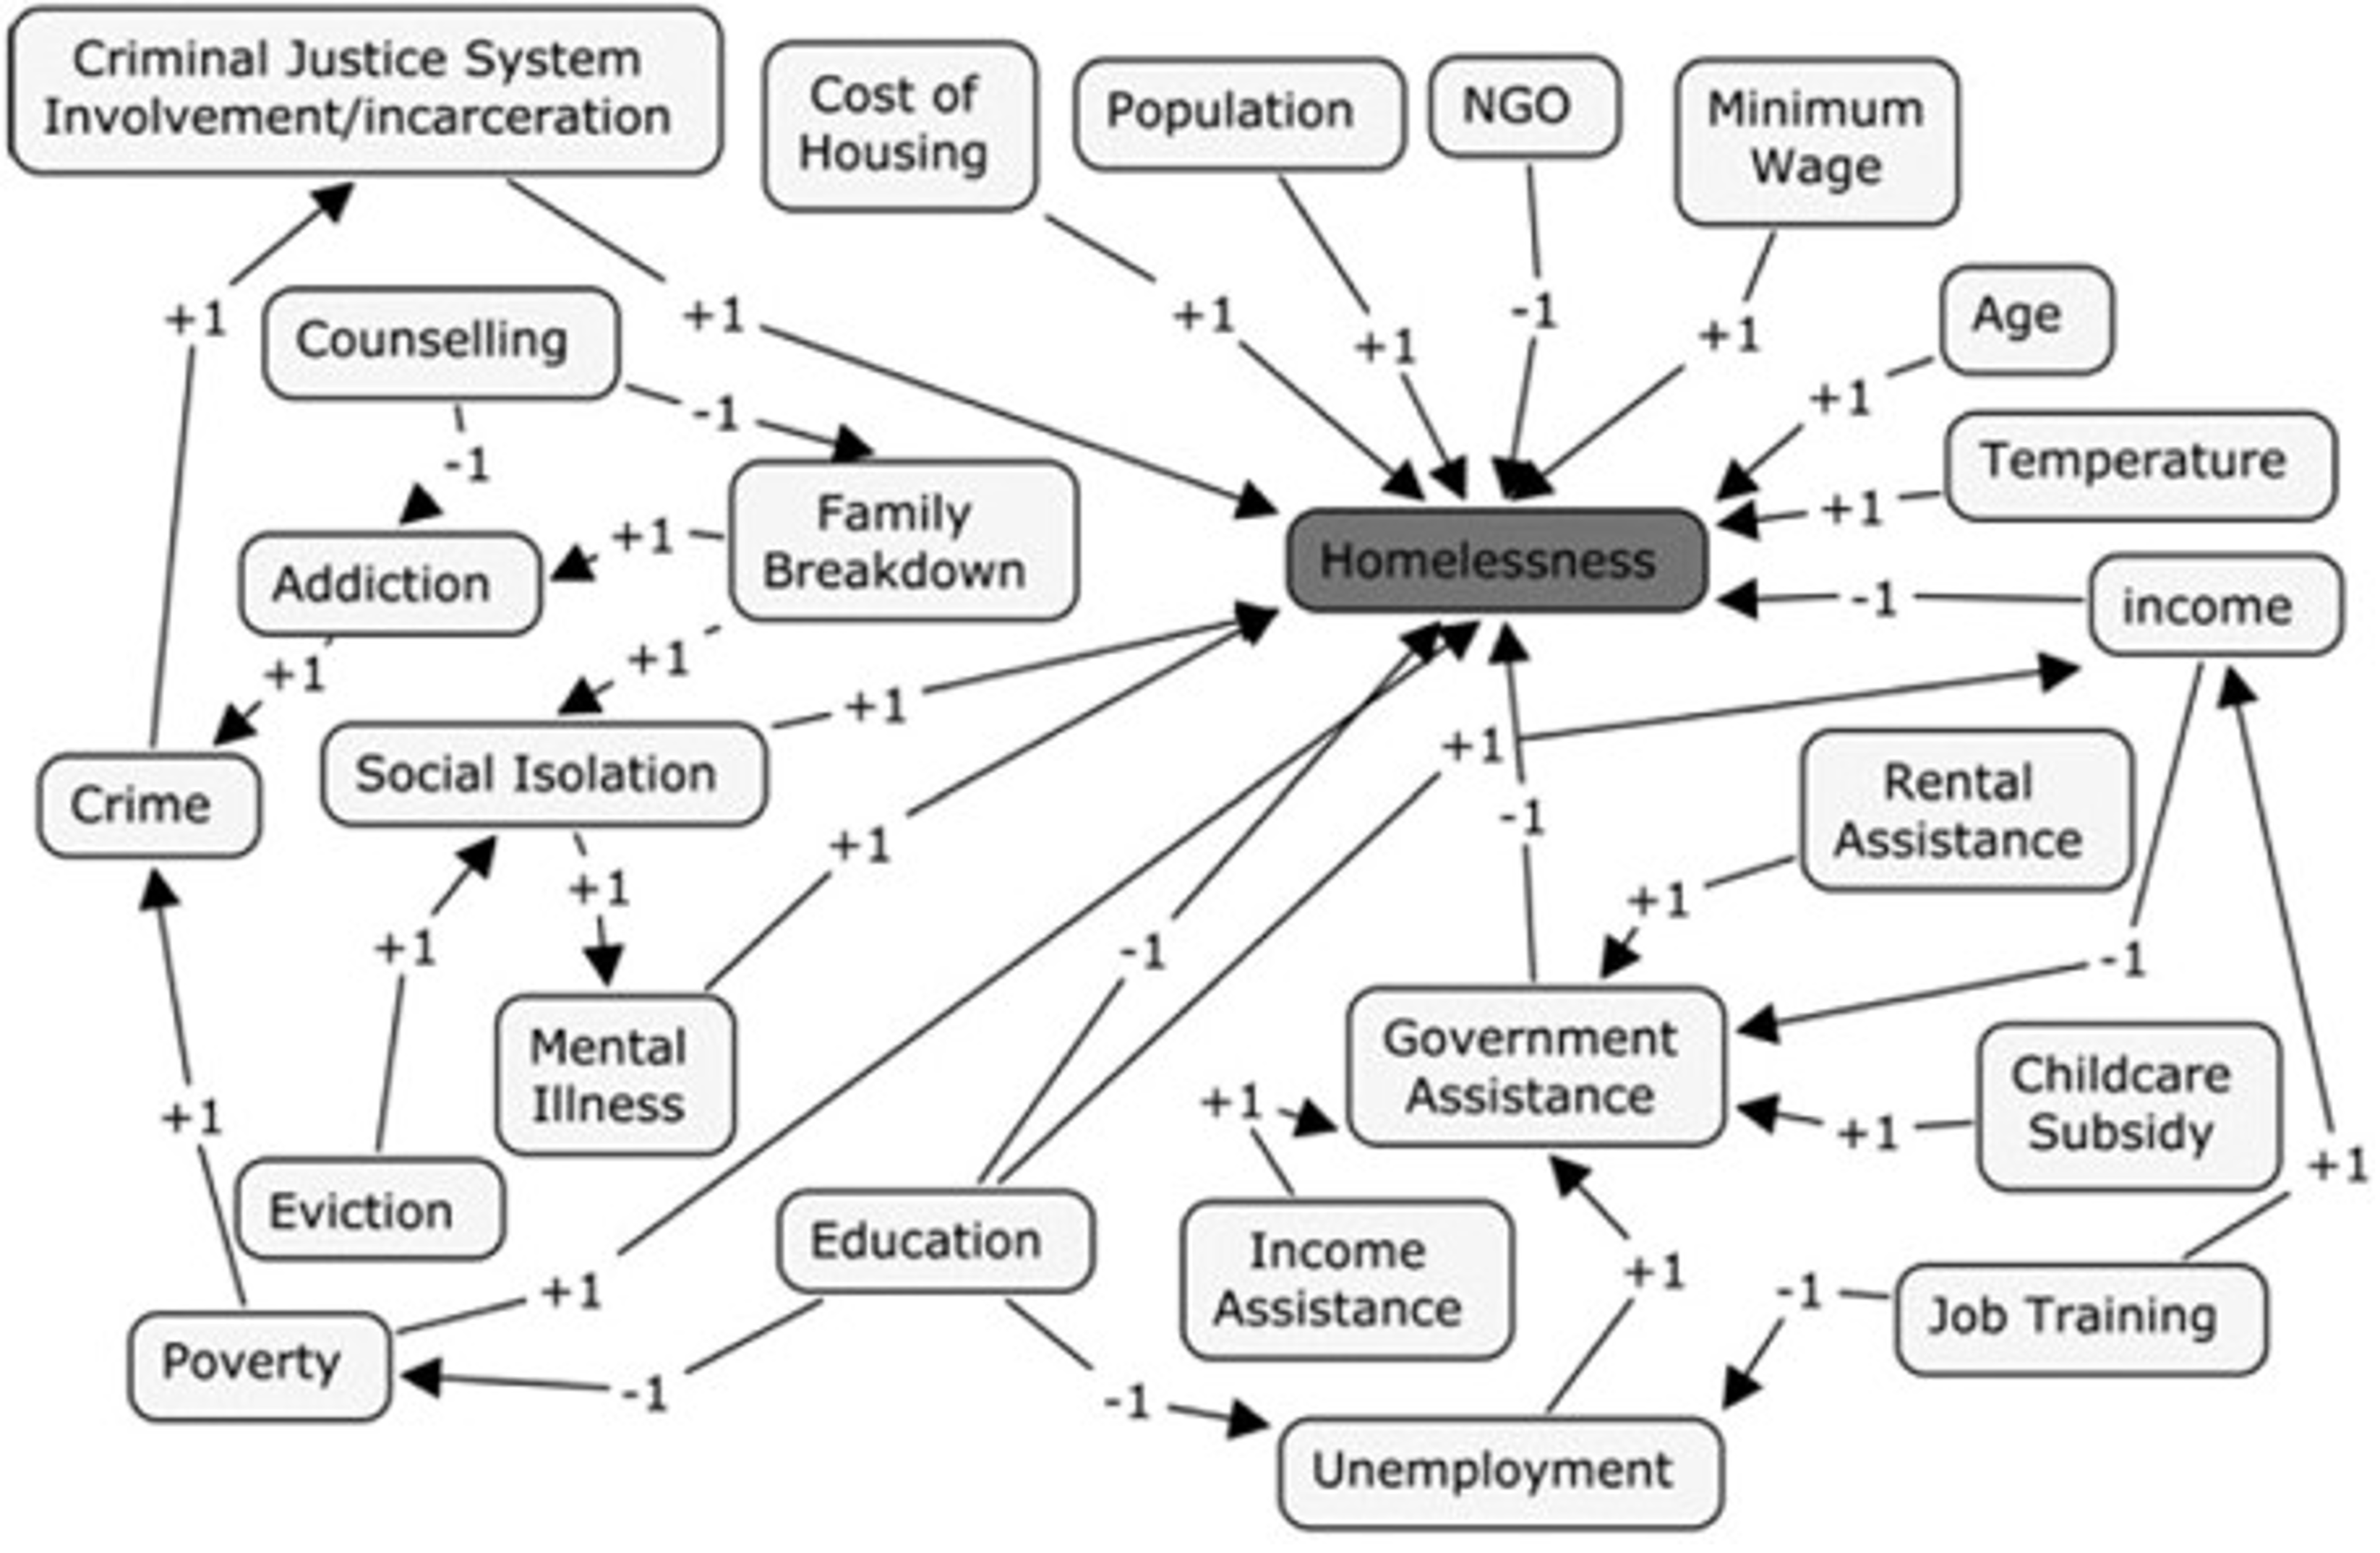 Criminal Justice System
Involvement/incarceration
Cost of
Housing
Population
NGO
Minimum
Wage
Age
+1
Counselling
+1
+1
+1
-1
+1
+1
-1
-1
Temperature
+1
Family
Breakdown
+1
Addiction
Homelessness
-1
income
+1
+1
+1
Social Isolation
+1
-1
Rental
Assistance
Crime
+1
+1
+1
+1
-1
-1
Mental
Illness
Government
Assistance
Childcare
Subsidy
+1
+1
+1
+1
Eviction
Education
Income
Assistance
+1
-1
Job Training
+1
Poverty
-1
-1
Unemployment